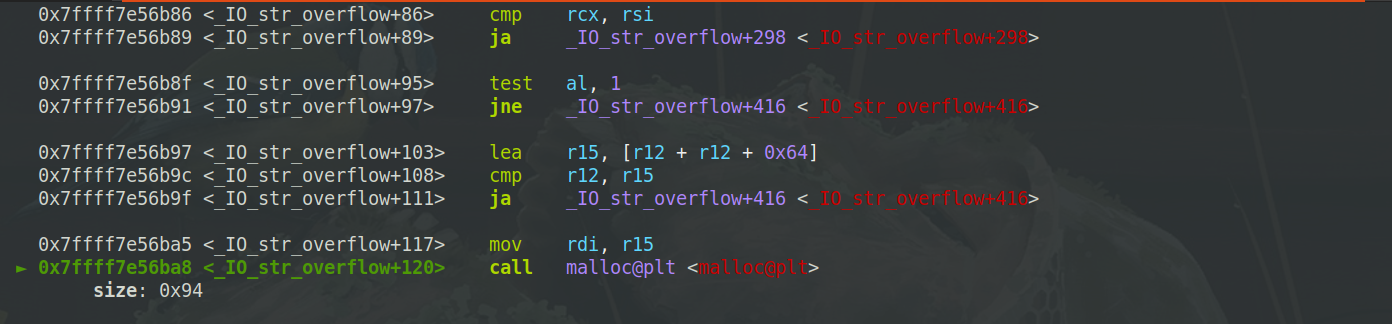 0x7ffff7e56b86 <_IO_str_overflow+86> cmp rcx, rsi
0x7ffff7e56b89 <_IO_str_overflow+89> ja _IO_str_overflow+298 <_IO_str_overflow+298>
0x7ffff7e56b8f <_IO_str_overflow+95> test al, 1
0x7ffff7e56b91 <_IO_str_overflow+97> jne _IO_str_overflow+416 <_IO_str_overflow+416>
0x7ffff7e56b97 <_IO_str_overflow+103> lea r15, [r12 + r12 + 0x64]
0x7ffff7e56b9c <_IO_str_overflow+108> cmp r12, r15
0x7ffff7e56b9f <_IO_str_overflow+111> ja _IO_str_overflow+416 <_IO_str_overflow+416>
0x7ffff7e56ba5 <_IO_str_overflow+117> mov rdi, r15
► 0x7ffff7e56ba8 <_IO_str_overflow+120> call malloc@plt <malloc@plt>
size: 0x94